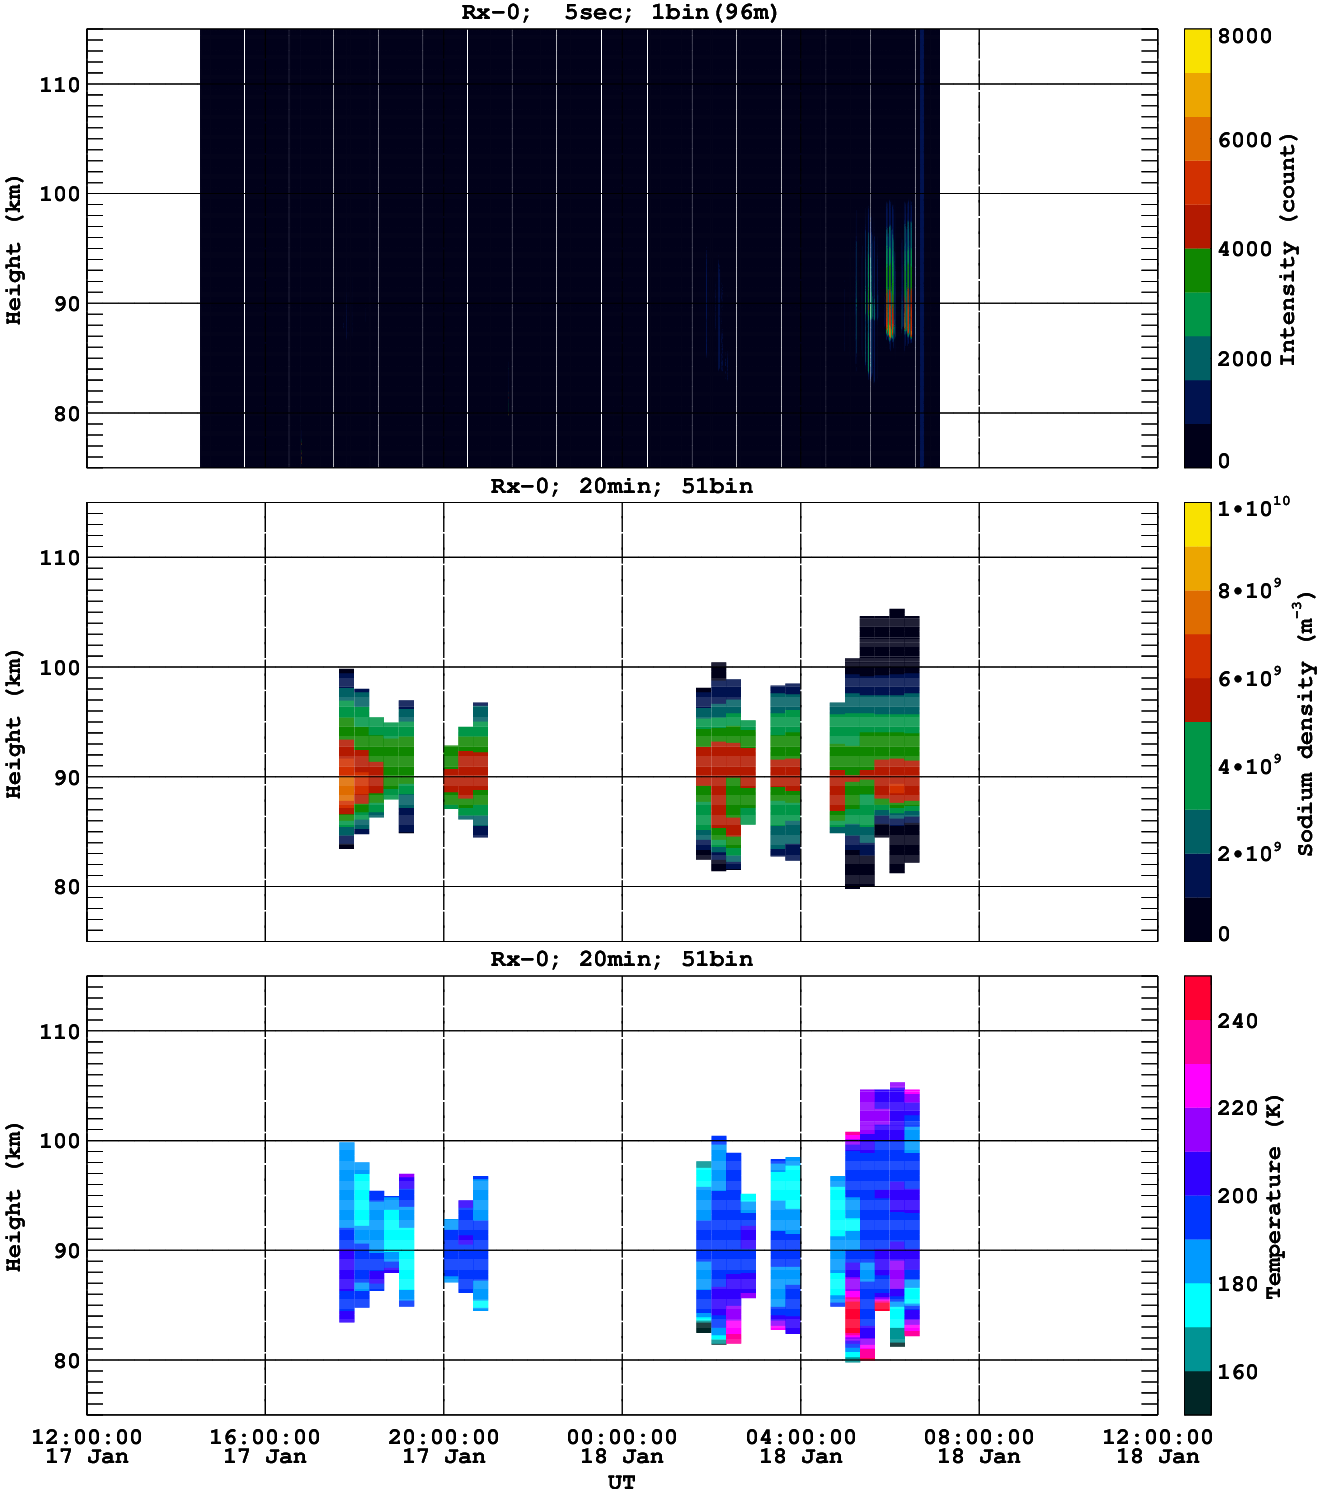 Rx-0;  5sec; 1bin(96m)
110
100
90
80
Height (km)
8000
6000
4000
2000
0
Intensity (count)
Rx-0; 20min; 51bin
110
100
90
80
Height (km)
1•10¹⁰
8•10⁹
6•10⁹
4•10⁹
2•10⁹
0
Sodium density (m⁻³)
Rx-0; 20min; 51bin
110
100
90
80
Height (km)
240
220
200
180
160
Temperature (K)
12:00:00 16:00:00 20:00:00 00:00:00 04:00:00 08:00:00 12:00:00
17 Jan 17 Jan 17 Jan 18 Jan 18 Jan 18 Jan 18 Jan
UT